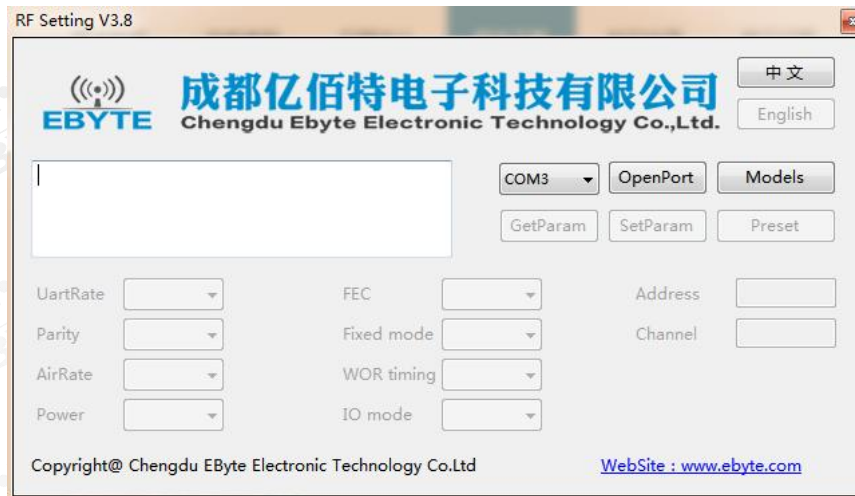 RF Setting V3.8
EBYTE
成都亿佰特电子科技有限公司
Chengdu Ebyte Electronic Technology Co.,Ltd.
中文
English
COM3
OpenPort
Models
GetParam
SetParam
Preset
UartRate
FEC
Address
Parity
Fixed mode
Channel
AirRate
WOR timing
Power
IO mode
Copyright@ Chengdu EByte Electronic Technology Co.Ltd
WebSite : www.ebyte.com